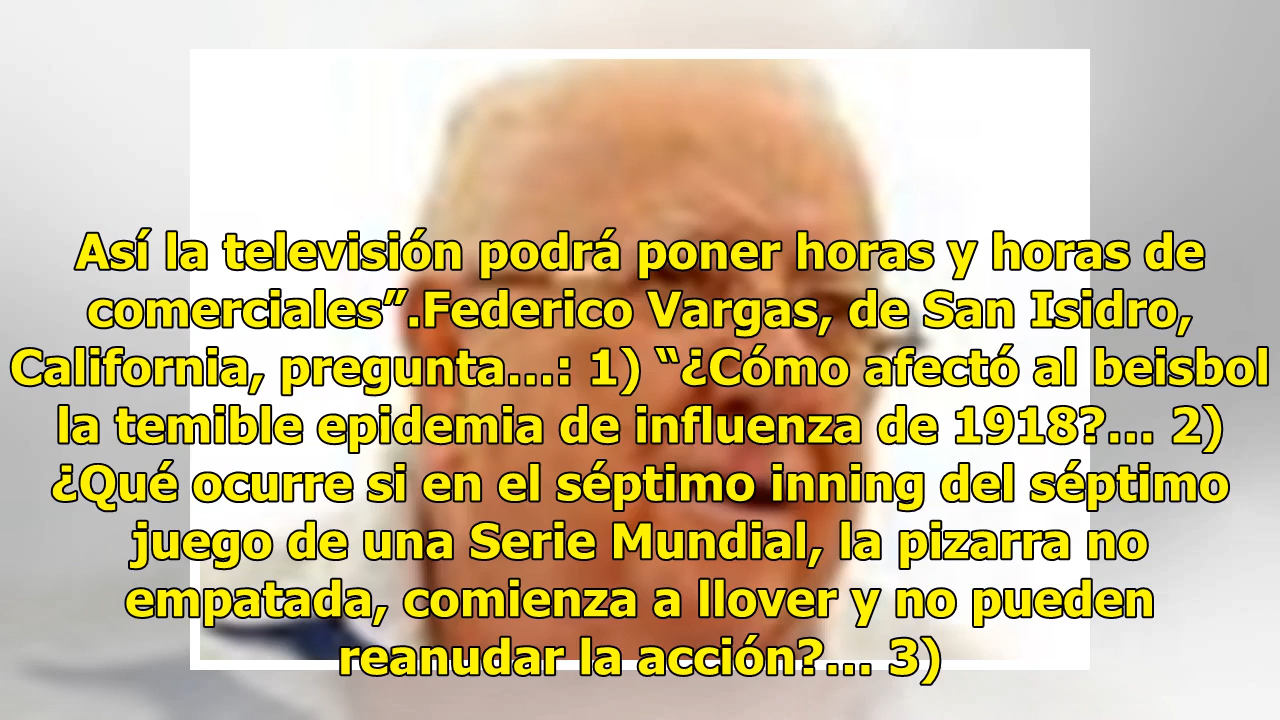 Así la televisión podrá poner horas y horas de
comerciales”.Federico Vargas, de San Isidro,
California, pregunta...: 1) “¿Cómo afectó al beisbol
la temible epidemia de influenza de 1918?... 2)
¿Qué ocurre si en el séptimo inning del séptimo
juego de una Serie Mundial, la pizarra no
empatada, comienza a llover y no pueden
reanudar la acción?... 3)